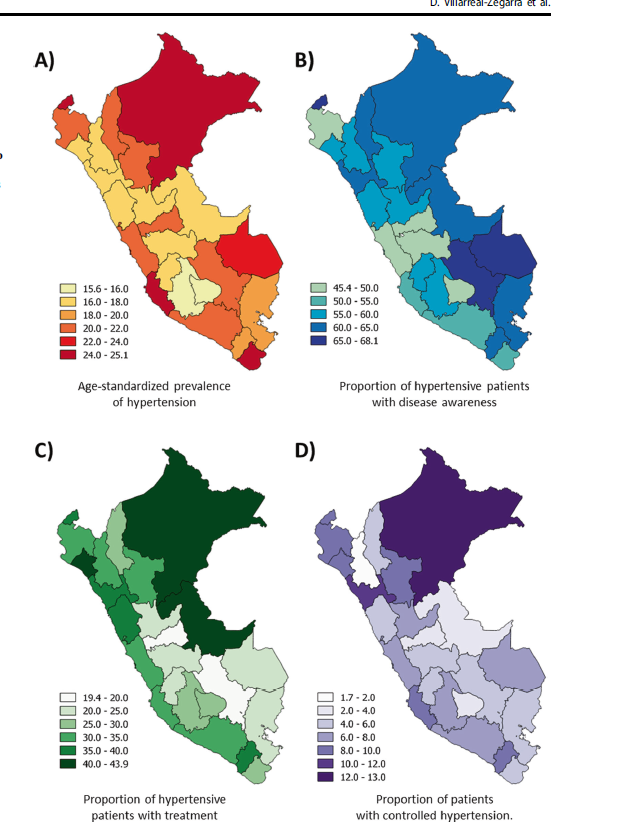 D. Villarreal-Zegarra et al.
A)
B)
15.6 - 16.0
16.0 - 18.0
18.0 - 20.0
20.0 - 22.0
22.0 - 24.0
24.0 - 25.1
45.4 - 50.0
50.0 - 55.0
55.0 - 60.0
60.0 - 65.0
65.0 - 68.1
Age-standardized prevalence
of hypertension
Proportion of hypertensive patients
with disease awareness
C)
D)
19.4 - 20.0
20.0 - 25.0
25.0 - 30.0
30.0 - 35.0
35.0 - 40.0
40.0 - 43.9
1.7 - 2.0
2.0 - 4.0
4.0 - 6.0
6.0 - 8.0
8.0 - 10.0
10.0 - 12.0
12.0 - 13.0
Proportion of hypertensive
patients with treatment
Proportion of patients
with controlled hypertension.